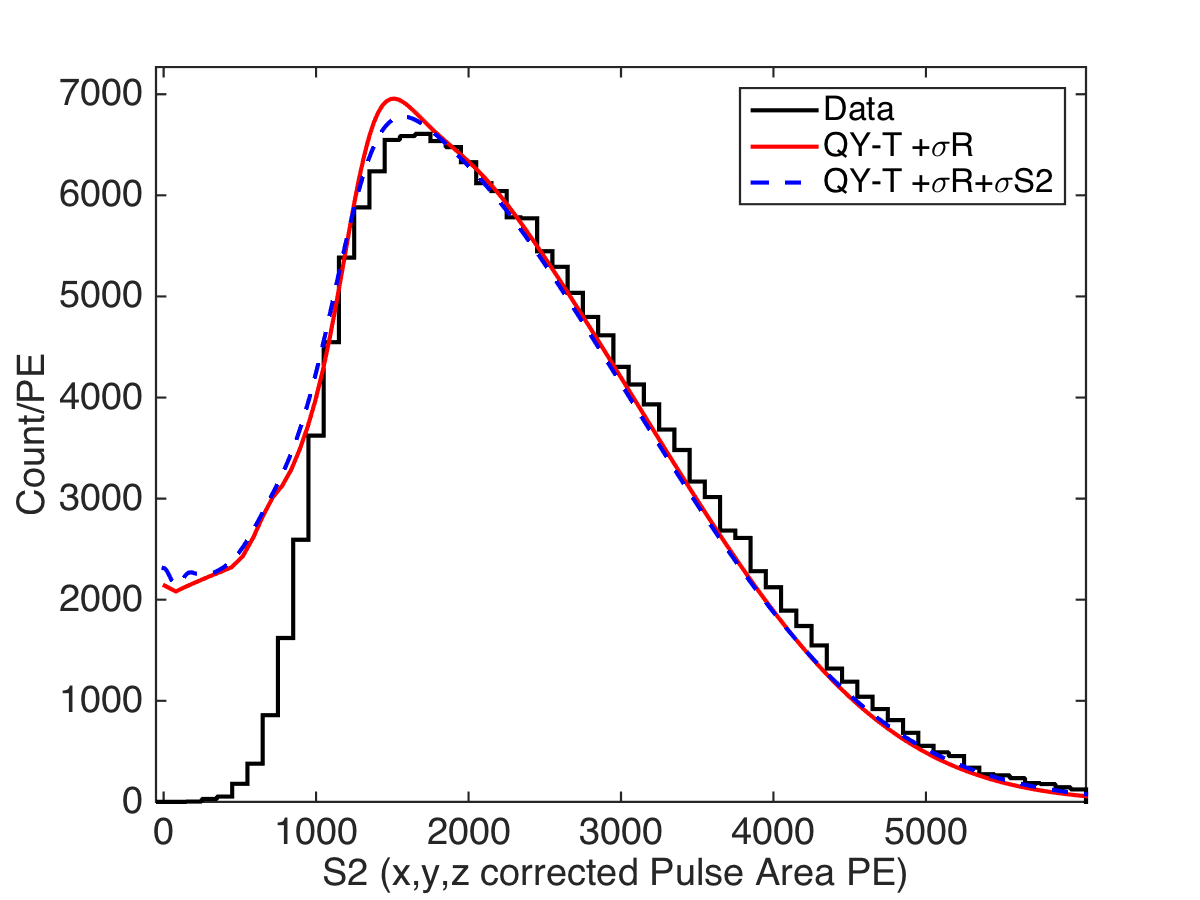 Data
QY-T +σR
QY-T +σR+σS2
7000
6000
5000
4000
3000
2000
1000
0
Count/PE
0 1000 2000 3000 4000 5000
S2 (x,y,z corrected Pulse Area PE)